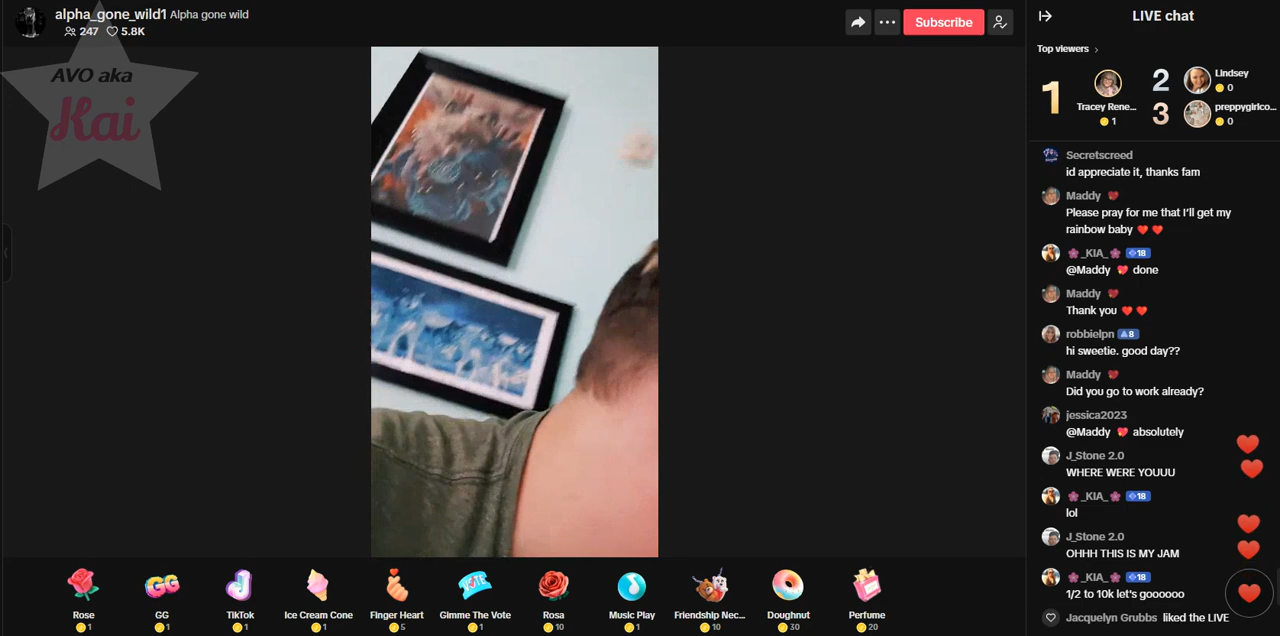 alpha_gone_wild1 Alpha gone wild
247 5.8K
Subscribe
AVO aka
Kai
LIVE chat
Top viewers
1
Tracey Rene...
1
2
Lindsey
0
3
preppygirlco...
0
Secretscreed
id appreciate it, thanks fam
Maddy
Please pray for me that I'll get my
rainbow baby
_KIA_ 18
@Maddy done
Maddy
Thank you
robbielpn 8
hi sweetie. good day??
Maddy
Did you go to work already?
jessica2023
@Maddy absolutely
J_Stone 2.0
WHERE WERE YOUUU
_KIA_ 18
lol
J_Stone 2.0
OHHH THIS IS MY JAM
_KIA_ 18
1/2 to 10k let's goooooo
Jacquelyn Grubbs liked the LIVE
GG
VOTE
Rose GG TikTok Ice Cream Cone Finger Heart Gimme The Vote Rosa Music Play Friendship Nec... Doughnut Perfume
1 1 1 1 5 1 10 1 10 30 20